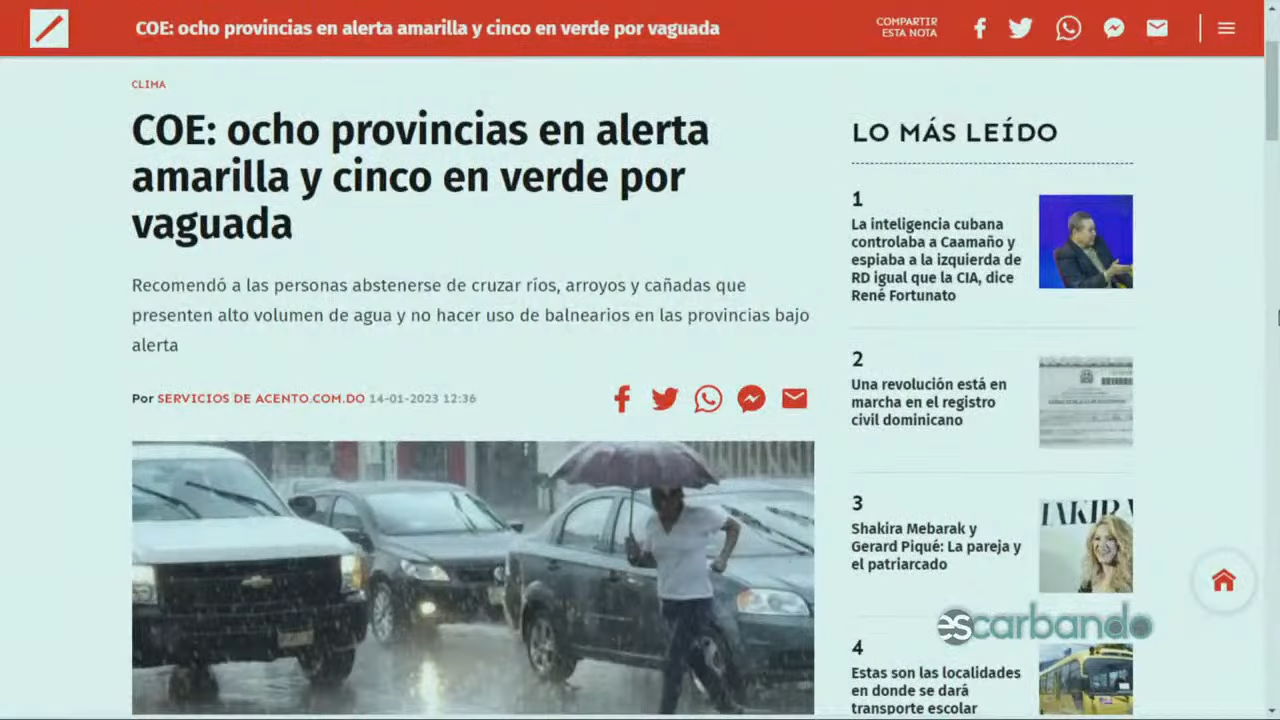 COE: ocho provincias en alerta amarilla y cinco en verde por vaguada
COMPARTIR
ESTA NOTA
CLIMA
COE: ocho provincias en alerta
amarilla y cinco en verde por
vaguada
Recomendó a las personas abstenerse de cruzar ríos, arroyos y cañadas que
presenten alto volumen de agua y no hacer uso de balnearios en las provincias bajo
alerta
Por SERVICIOS DE ACENTO.COM.DO 14-01-2023 12:36
LO MÁS LEÍDO
1
La inteligencia cubana
controlaba a Caamaño y
espiaba a la izquierda de
RD igual que la CIA, dice
René Fortunato
2
Una revolución está en
marcha en el registro
civil dominicano
3
Shakira Mebarak y
Gerard Piqué: La pareja y
el patriarcado
4
Estas son las localidades
en donde se dará
transporte escolar
escarbando